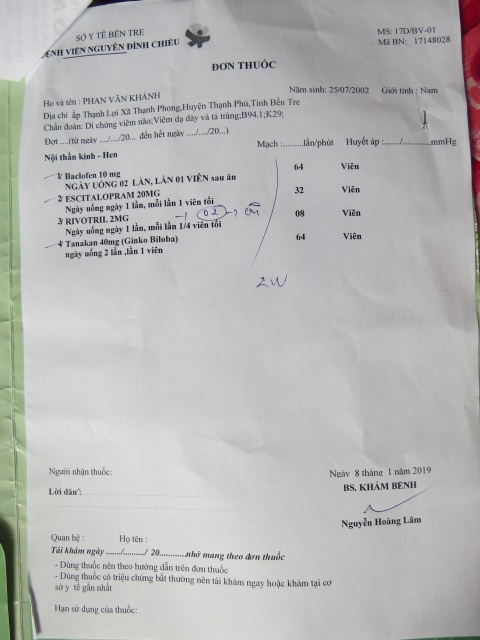 SỞ Y TẾ BẾN TRE
BỆNH VIỆN NGUYỄN ĐÌNH CHIỂU
MS: 17D/BV-01
Mã BN: 17148028
ĐƠN THUỐC
Họ và tên : PHAN VĂN KHÁNH Năm sinh: 25/07/2002 Giới tính : Nam
Địa chỉ ấp Thạnh Lợi Xã Thạnh Phong,Huyện Thạnh Phú,Tỉnh Bến Tre
Chẩn đoán: Di chứng viêm não;Viêm dạ dày và tá tràng;B94.1;K29;
Đợt ....(từ ngày ..../..../20... đến hết ngày ..../..../20...)
Mạch :.........lần/phút Huyết áp :....../.............mmHg
Nội thần kinh - Hen
1/ Baclofen 10 mg 64 Viên
NGÀY UỐNG 02 LẦN, LẦN 01 VIÊN sau ăn
2/ ESCITALOPRAM 20MG 32 Viên
Ngày uống ngày 1 lần, mỗi lần 1 viên tối
3/ RIVOTRIL 2MG 08 Viên
02
Ngày uống ngày 1 lần, mỗi lần 1/4 viên tối
4/ Tanakan 40mg (Ginko Biloba) 64 Viên
ngày uống 2 lần ,lần 1 viên
2W
Người nhận thuốc:
Ngày 8 tháng 1 năm 2019
Lời dặn :
BS. KHÁM BỆNH
Nguyễn Hoàng Lâm
Quan hệ : Họ tên :
Tái khám ngày ....../........./ 20............nhớ mang theo đơn thuốc
- Dùng thuốc nên theo hướng dẫn trên đơn thuốc
- Dùng thuốc có triệu chứng bất thường nên tái khám ngay hoặc khám tại cơ
sở y tế gần nhất
Hạn sử dụng của thuốc: